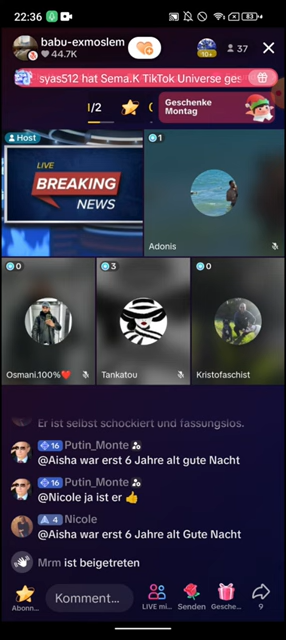 22:36
83
babu-exmoslem
44.7K
10+
37
syas512 hat Sema.K TikTok Universe ges
1/2
Geschenke
Montag
Host
LIVE
BREAKING
NEWS
1
Adonis
0
Osmani.100%❤️
3
Tankatou
0
Kristofaschist
Er ist selbst schockiert und fassungslos.
16 Putin_Monte
@Aisha war erst 6 Jahre alt gute Nacht
16 Putin_Monte
@Nicole ja ist er 👍
4 Nicole
@Aisha war erst 6 Jahre alt Gute Nacht
Mrm ist beigetreten
Abonn...
Komment...
LIVE mi...
Senden
Gesche...
9